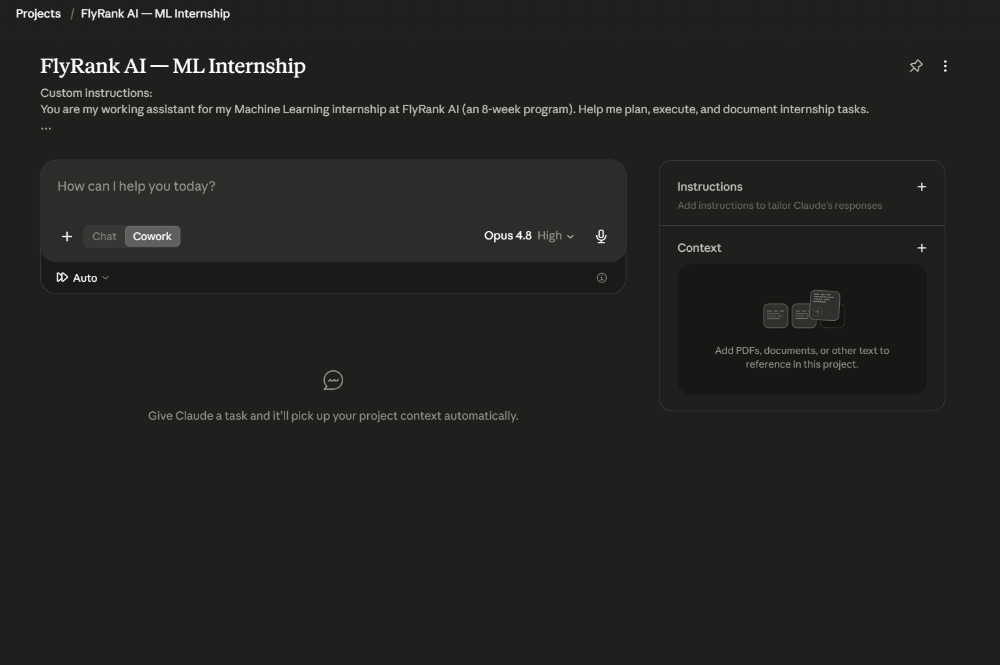 Projects / FlyRank AI — ML Internship
FlyRank AI — ML Internship
Custom instructions:
You are my working assistant for my Machine Learning internship at FlyRank AI (an 8-week program). Help me plan, execute, and document internship tasks.
...
How can I help you today?
Chat Cowork
Opus 4.8 High
Auto
Give Claude a task and it’ll pick up your project context automatically.
Instructions
Add instructions to tailor Claude’s responses
Context
Add PDFs, documents, or other text to
reference in this project.